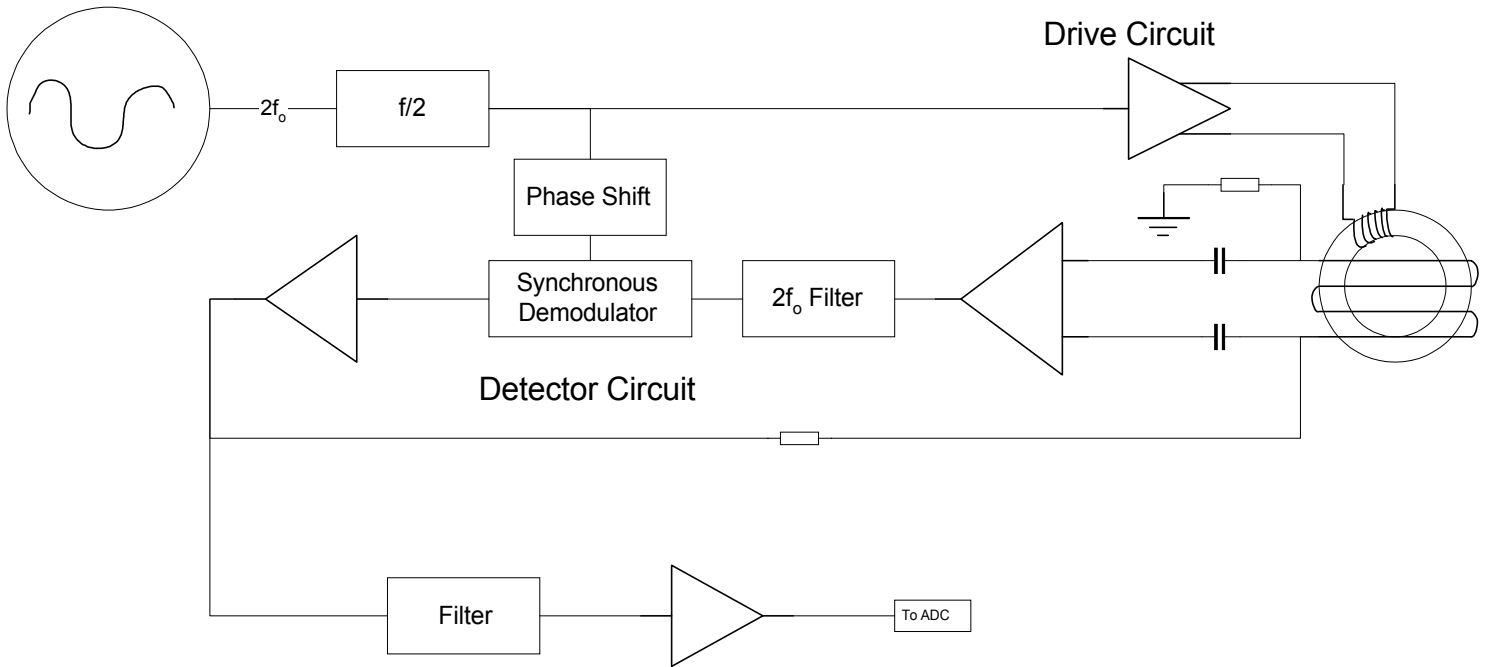 Drive Circuit
2fo
f/2
Phase Shift
Synchronous
Demodulator
2fo Filter
Detector Circuit
Filter
To ADC